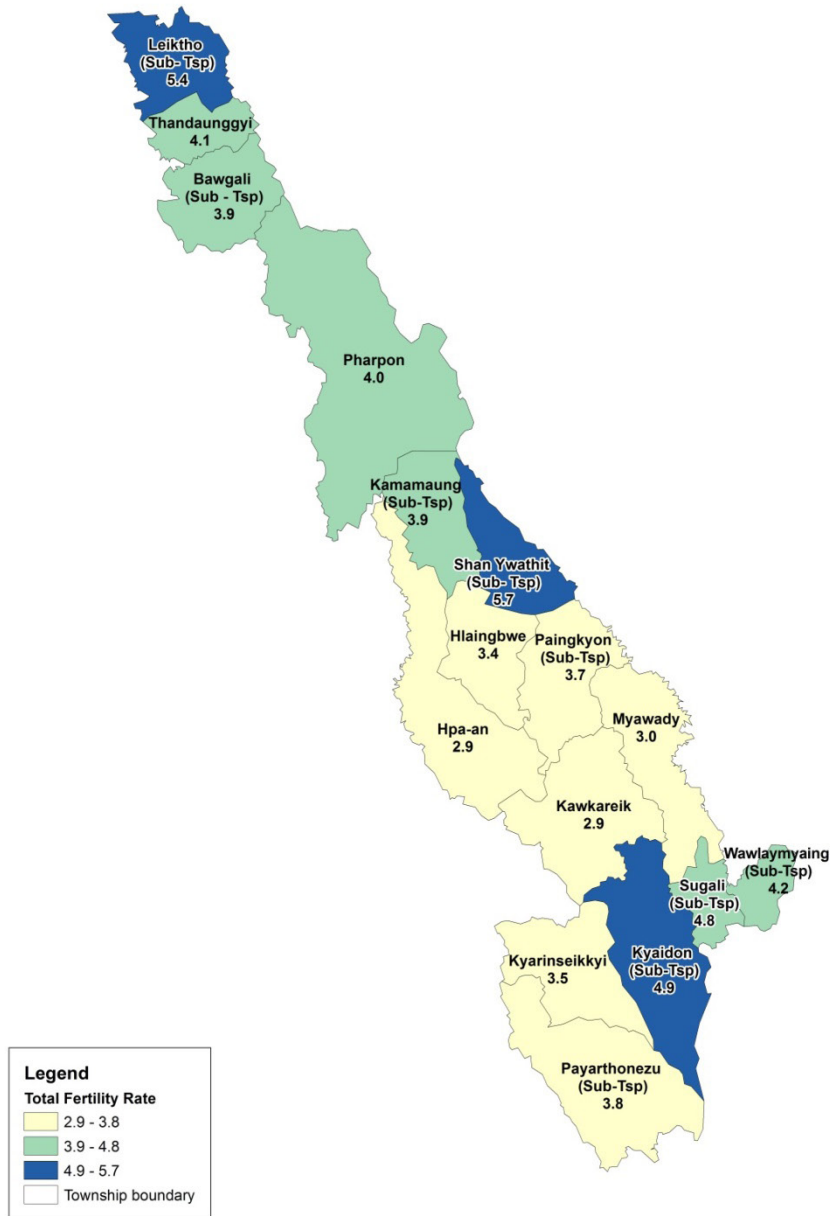 Leiktho
(Sub- Tsp)
5.4
Thandaunggyi
4.1
Bawgali
(Sub - Tsp)
3.9
Pharpon
4.0
Kamamaung
(Sub-Tsp)
3.9
Shan Ywathit
(Sub- Tsp)
5.7
Hlaingbwe
3.4
Paingkyon
(Sub-Tsp)
3.7
Myawady
3.0
Hpa-an
2.9
Kawkareik
2.9
Wawlaymyaing
(Sub-Tsp)
4.2
Sugali
(Sub-Tsp)
4.8
Kyaidon
(Sub-Tsp)
4.9
Kyarinseikkyi
3.5
Payarthonezu
(Sub-Tsp)
3.8
Legend
Total Fertility Rate
2.9 - 3.8
3.9 - 4.8
4.9 - 5.7
Township boundary